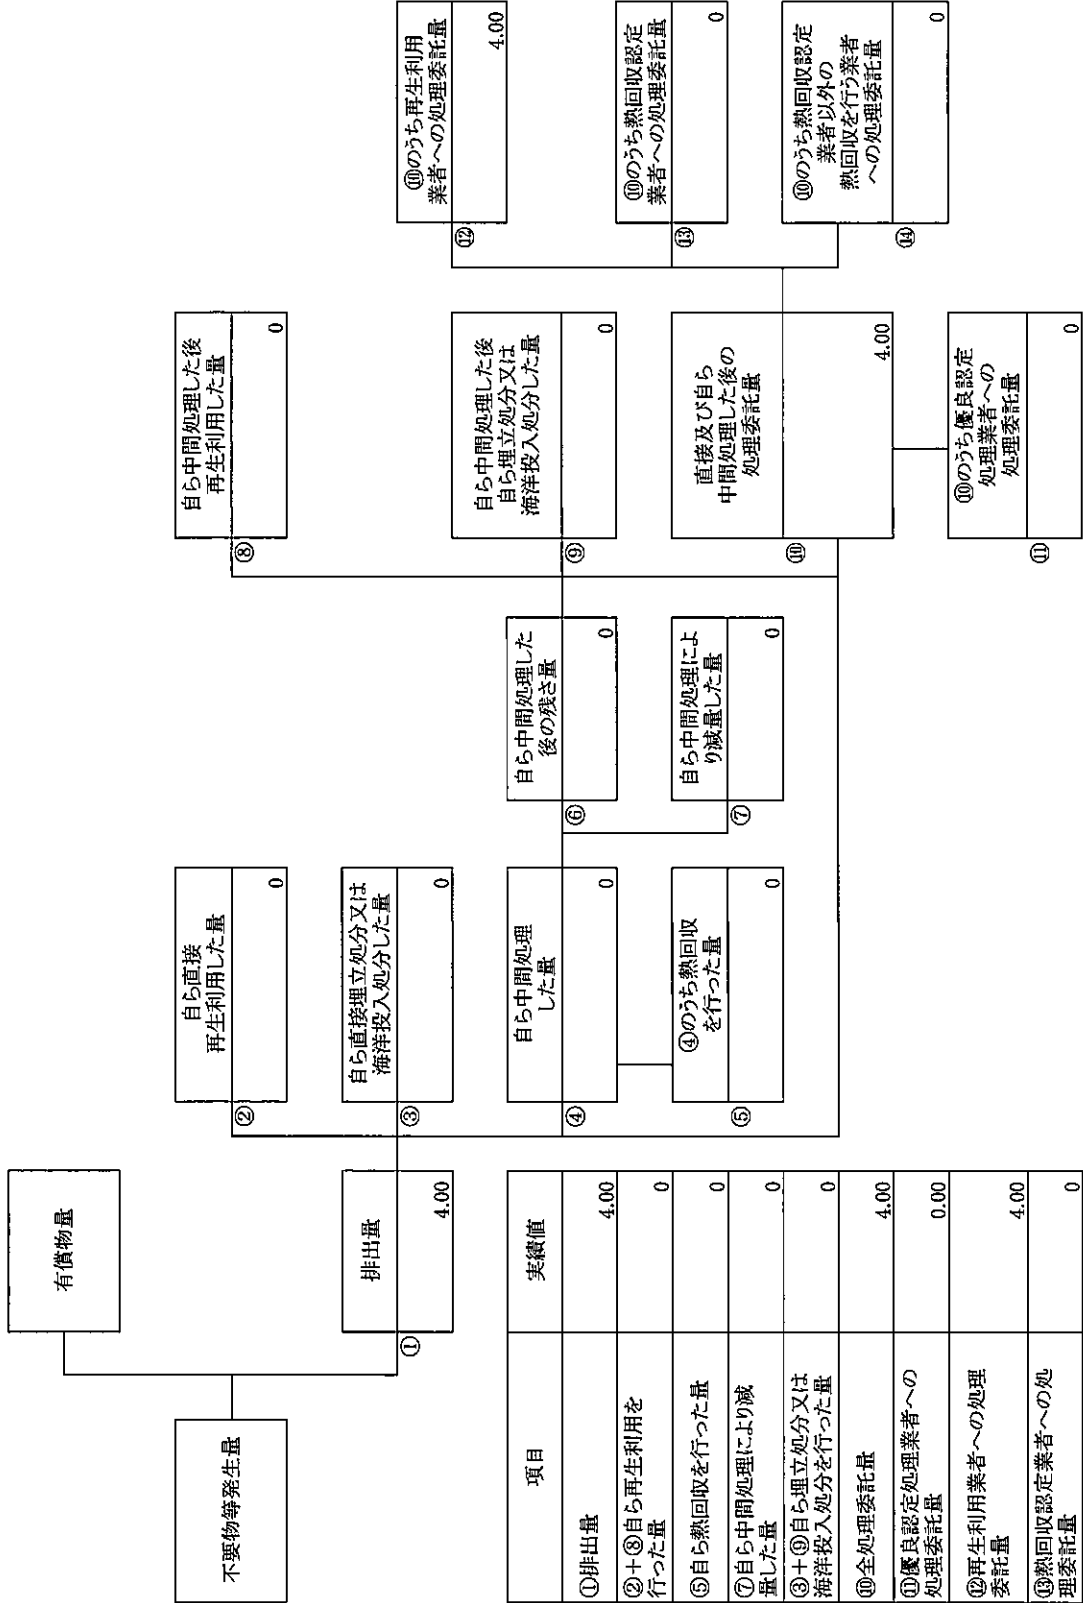 不要物等発生量
有償物量
①
排出量
4.00
②
自ら直接
再生利用した量
0
③
自ら直接埋立処分又は
海洋投入処分した量
0
④
自ら中間処理
した量
0
⑤
④のうち熱回収
を行った量
0
⑥
自ら中間処理した
後の残さ量
0
⑦
自ら中間処理によ
り減量した量
0
⑧
自ら中間処理した後
再生利用した量
0
⑨
自ら中間処理した後
自ら埋立処分又は
海洋投入処分した量
0
⑩
直接及び自ら
中間処理した後の
処理委託量
4.00
⑪
⑩のうち優良認定
処理業者への
処理委託量
0
⑫
⑩のうち再生利用
業者への処理委託量
4.00
⑬
⑩のうち熱回収認定
業者への処理委託量
0
⑭
⑩のうち熱回収認定
業者以外の
熱回収を行う業者
への処理委託量
0
項目 実績値
①排出量 4.00
②+⑧自ら再生利用を
行った量 0
⑤自ら熱回収を行った量 0
⑦自ら中間処理により減
量した量 0
③+⑨自ら埋立処分又は
海洋投入処分を行った量 0
⑩全処理委託量 4.00
⑪優良認定処理業者への
処理委託量 0.00
⑫再生利用業者への処理
委託量 4.00
⑬熱回収認定業者への処
理委託量 0